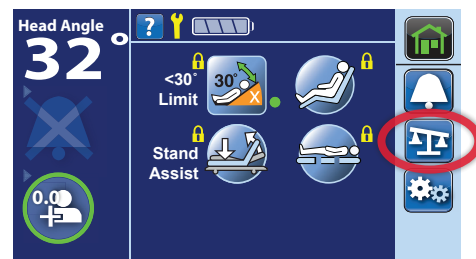 Head Angle
32°
?
<30°
Limit
30°
X
Stand
Assist
0.0